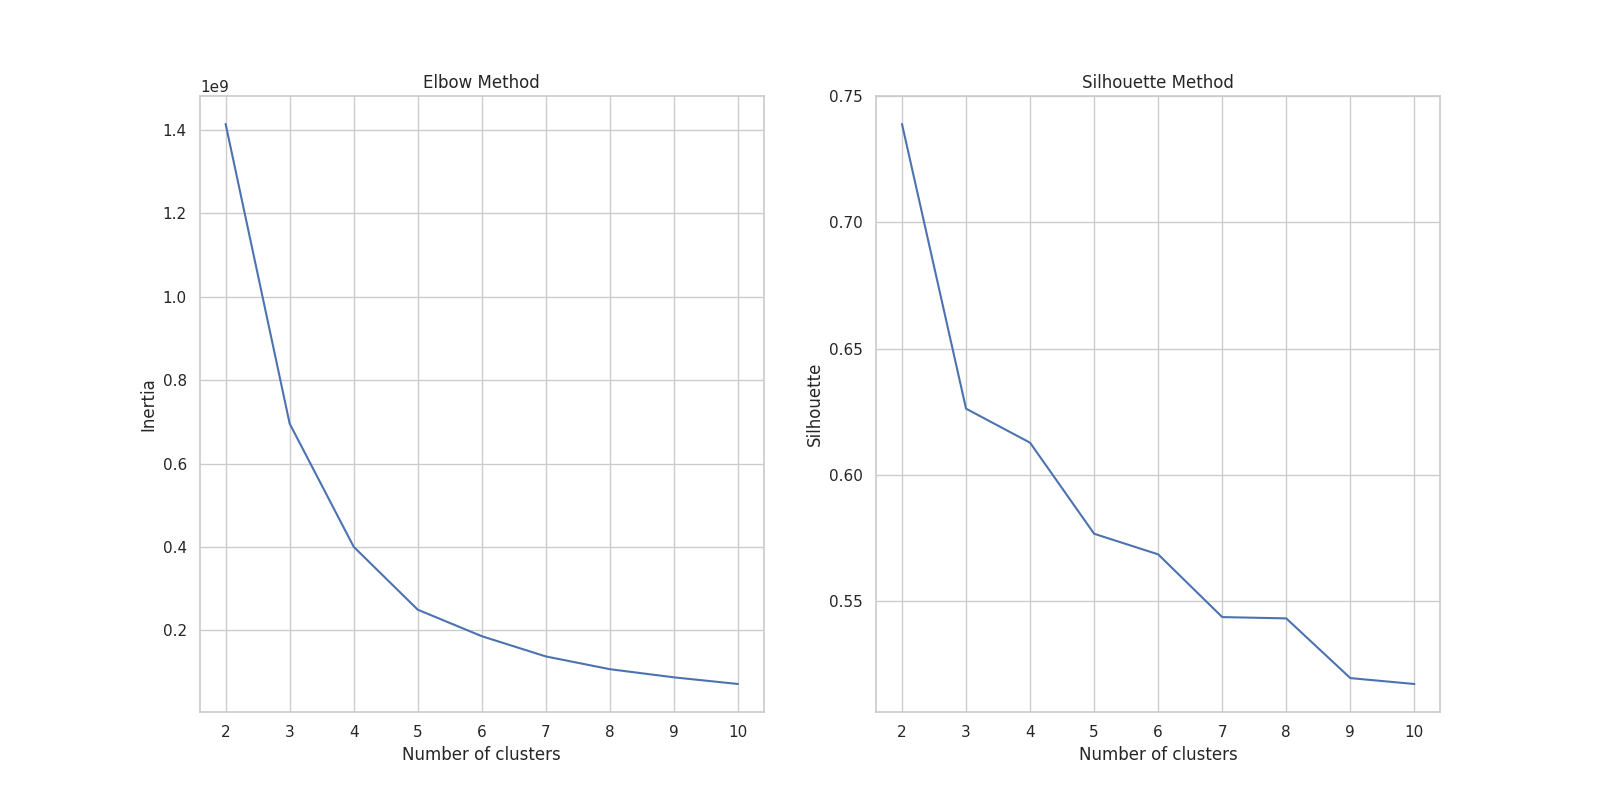 Elbow Method
1e9
1.4
1.2
1.0
0.8
0.6
0.4
0.2
Inertia
2 3 4 5 6 7 8 9 10
Number of clusters
Silhouette Method
0.75
0.70
0.65
0.60
0.55
Silhouette
2 3 4 5 6 7 8 9 10
Number of clusters